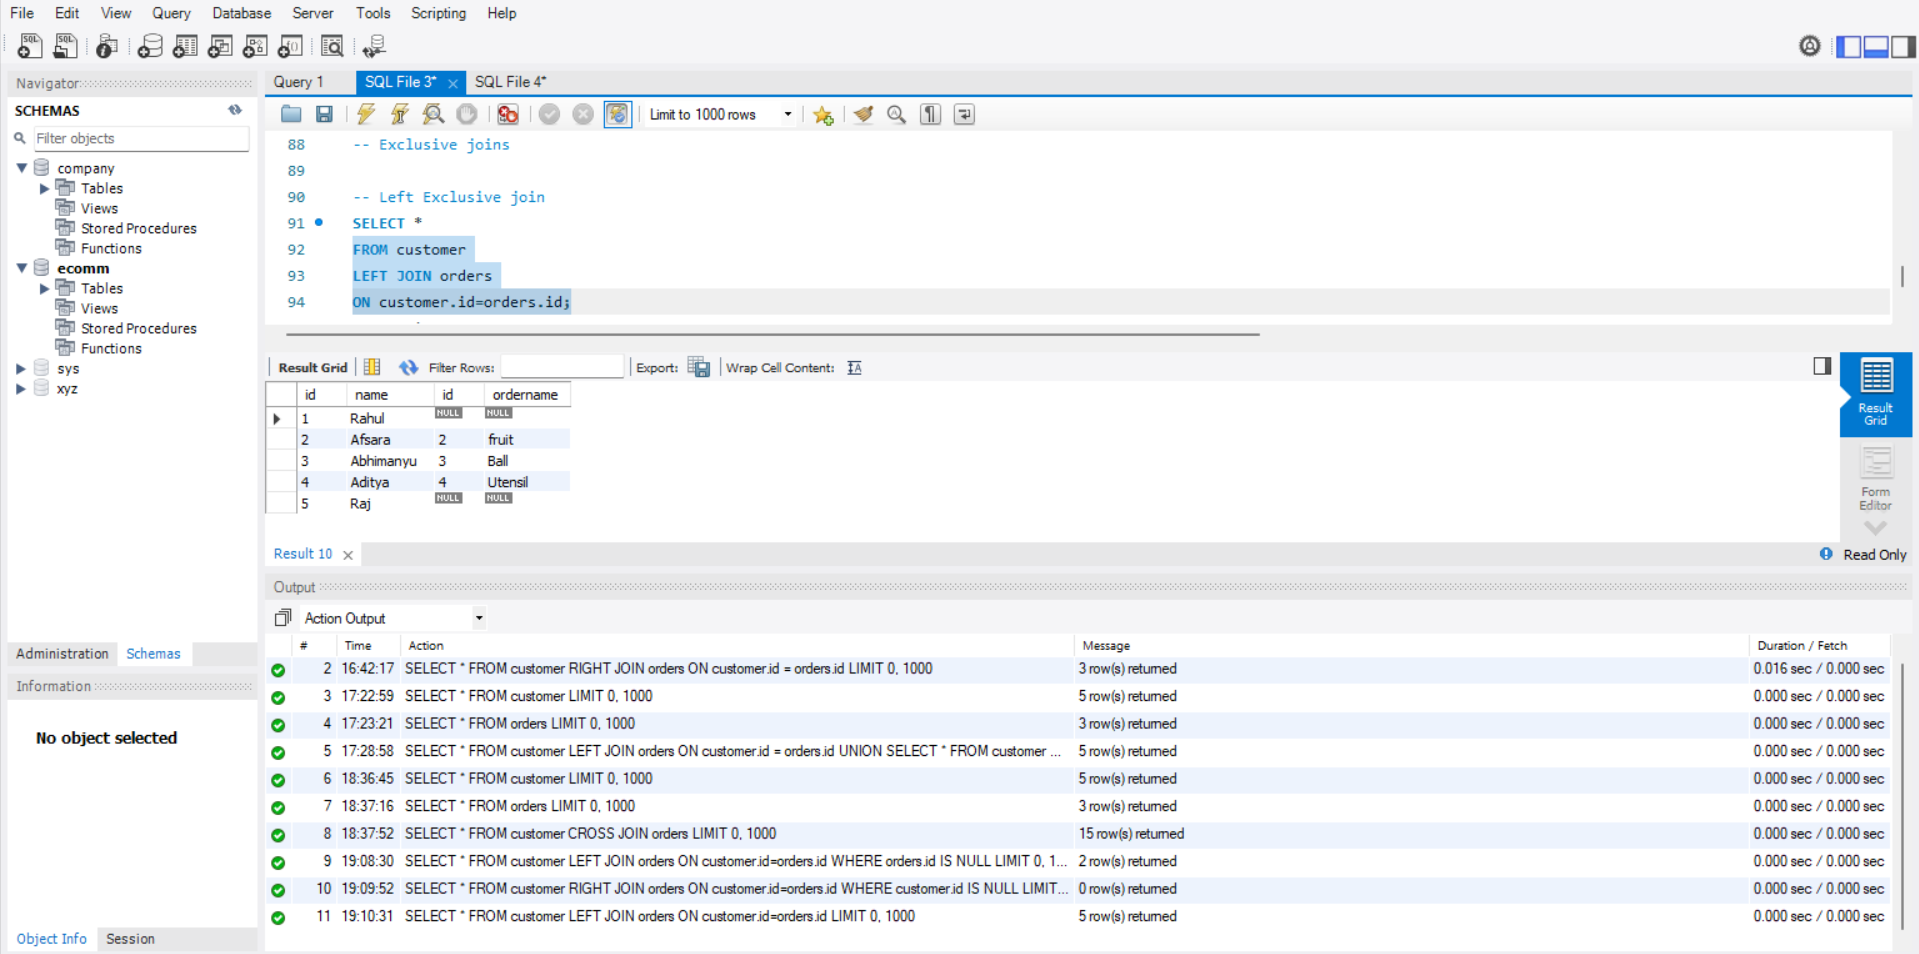 File Edit View Query Database Server Tools Scripting Help
Navigator
SCHEMAS
Filter objects
company
Tables
Views
Stored Procedures
Functions
ecomm
Tables
Views
Stored Procedures
Functions
sys
xyz
Administration Schemas
Information
No object selected
Object Info Session
Query 1 SQL File 3* SQL File 4*
Limit to 1000 rows
88 -- Exclusive joins
89
90 -- Left Exclusive join
91 SELECT *
92 FROM customer
93 LEFT JOIN orders
94 ON customer.id=orders.id;
Result Grid Filter Rows: Export: Wrap Cell Content:
id name id ordername
1 Rahul NULL NULL
2 Afsara 2 fruit
3 Abhimanyu 3 Ball
4 Aditya 4 Utensil
5 Raj NULL NULL
Result Grid
Form Editor
Result 10
Read Only
Output
Action Output
# Time Action Message Duration / Fetch
2 16:42:17 SELECT * FROM customer RIGHT JOIN orders ON customer.id = orders.id LIMIT 0, 1000 3 row(s) returned 0.016 sec / 0.000 sec
3 17:22:59 SELECT * FROM customer LIMIT 0, 1000 5 row(s) returned 0.000 sec / 0.000 sec
4 17:23:21 SELECT * FROM orders LIMIT 0, 1000 3 row(s) returned 0.000 sec / 0.000 sec
5 17:28:58 SELECT * FROM customer LEFT JOIN orders ON customer.id = orders.id UNION SELECT * FROM customer ... 5 row(s) returned 0.000 sec / 0.000 sec
6 18:36:45 SELECT * FROM customer LIMIT 0, 1000 5 row(s) returned 0.000 sec / 0.000 sec
7 18:37:16 SELECT * FROM orders LIMIT 0, 1000 3 row(s) returned 0.000 sec / 0.000 sec
8 18:37:52 SELECT * FROM customer CROSS JOIN orders LIMIT 0, 1000 15 row(s) returned 0.000 sec / 0.000 sec
9 19:08:30 SELECT * FROM customer LEFT JOIN orders ON customer.id=orders.id WHERE orders.id IS NULL LIMIT 0, 1... 2 row(s) returned 0.000 sec / 0.000 sec
10 19:09:52 SELECT * FROM customer RIGHT JOIN orders ON customer.id=orders.id WHERE customer.id IS NULL LIMIT... 0 row(s) returned 0.000 sec / 0.000 sec
11 19:10:31 SELECT * FROM customer LEFT JOIN orders ON customer.id=orders.id LIMIT 0, 1000 5 row(s) returned 0.000 sec / 0.000 sec